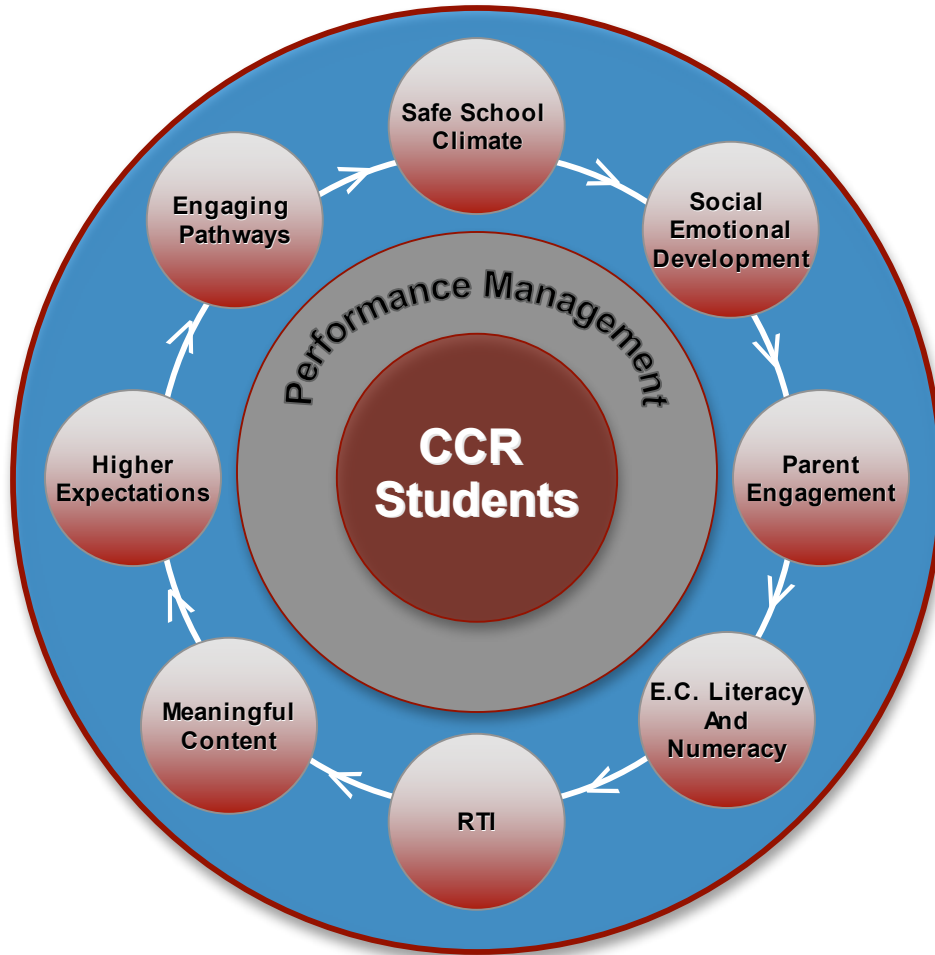 Safe School
Climate
Social
Emotional
Development
Parent
Engagement
E.C. Literacy
And
Numeracy
RTI
Meaningful
Content
Higher
Expectations
Engaging
Pathways
Performance Management
CCR
Students